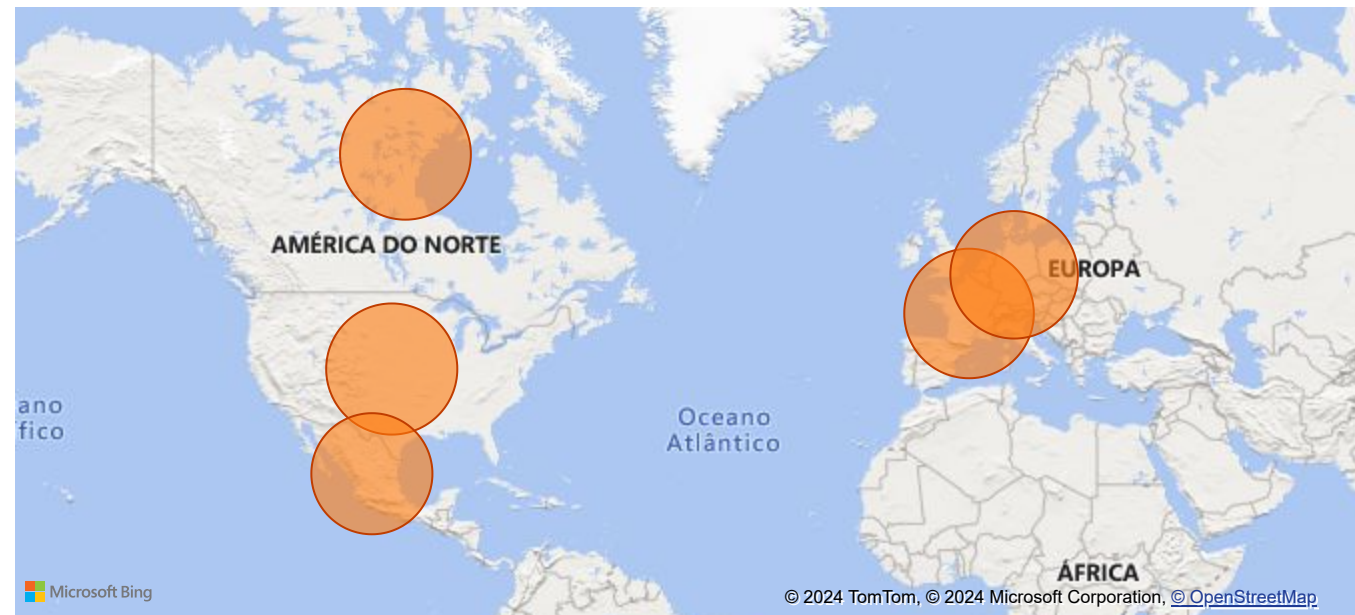 AMÉRICA DO NORTE
EUROPA
ano
fico
Oceano
Atlântico
ÁFRICA
Microsoft Bing
© 2024 TomTom, © 2024 Microsoft Corporation, © OpenStreetMap